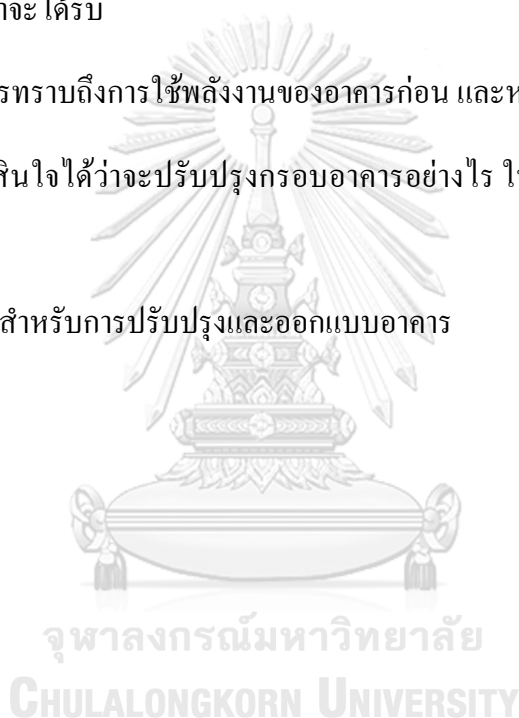 าจะได้รับ
รทราบถึงการใช้พลังงานของอาคารก่อน และห
สินใจได้ว่าจะปรับปรุงกรอบอาคารอย่างไร ให
สำหรับการปรับปรุงและออกแบบอาคาร
จุฬาลงกรณ์มหาวิทยาลัย
CHULALONGKORN UNIVERSITY